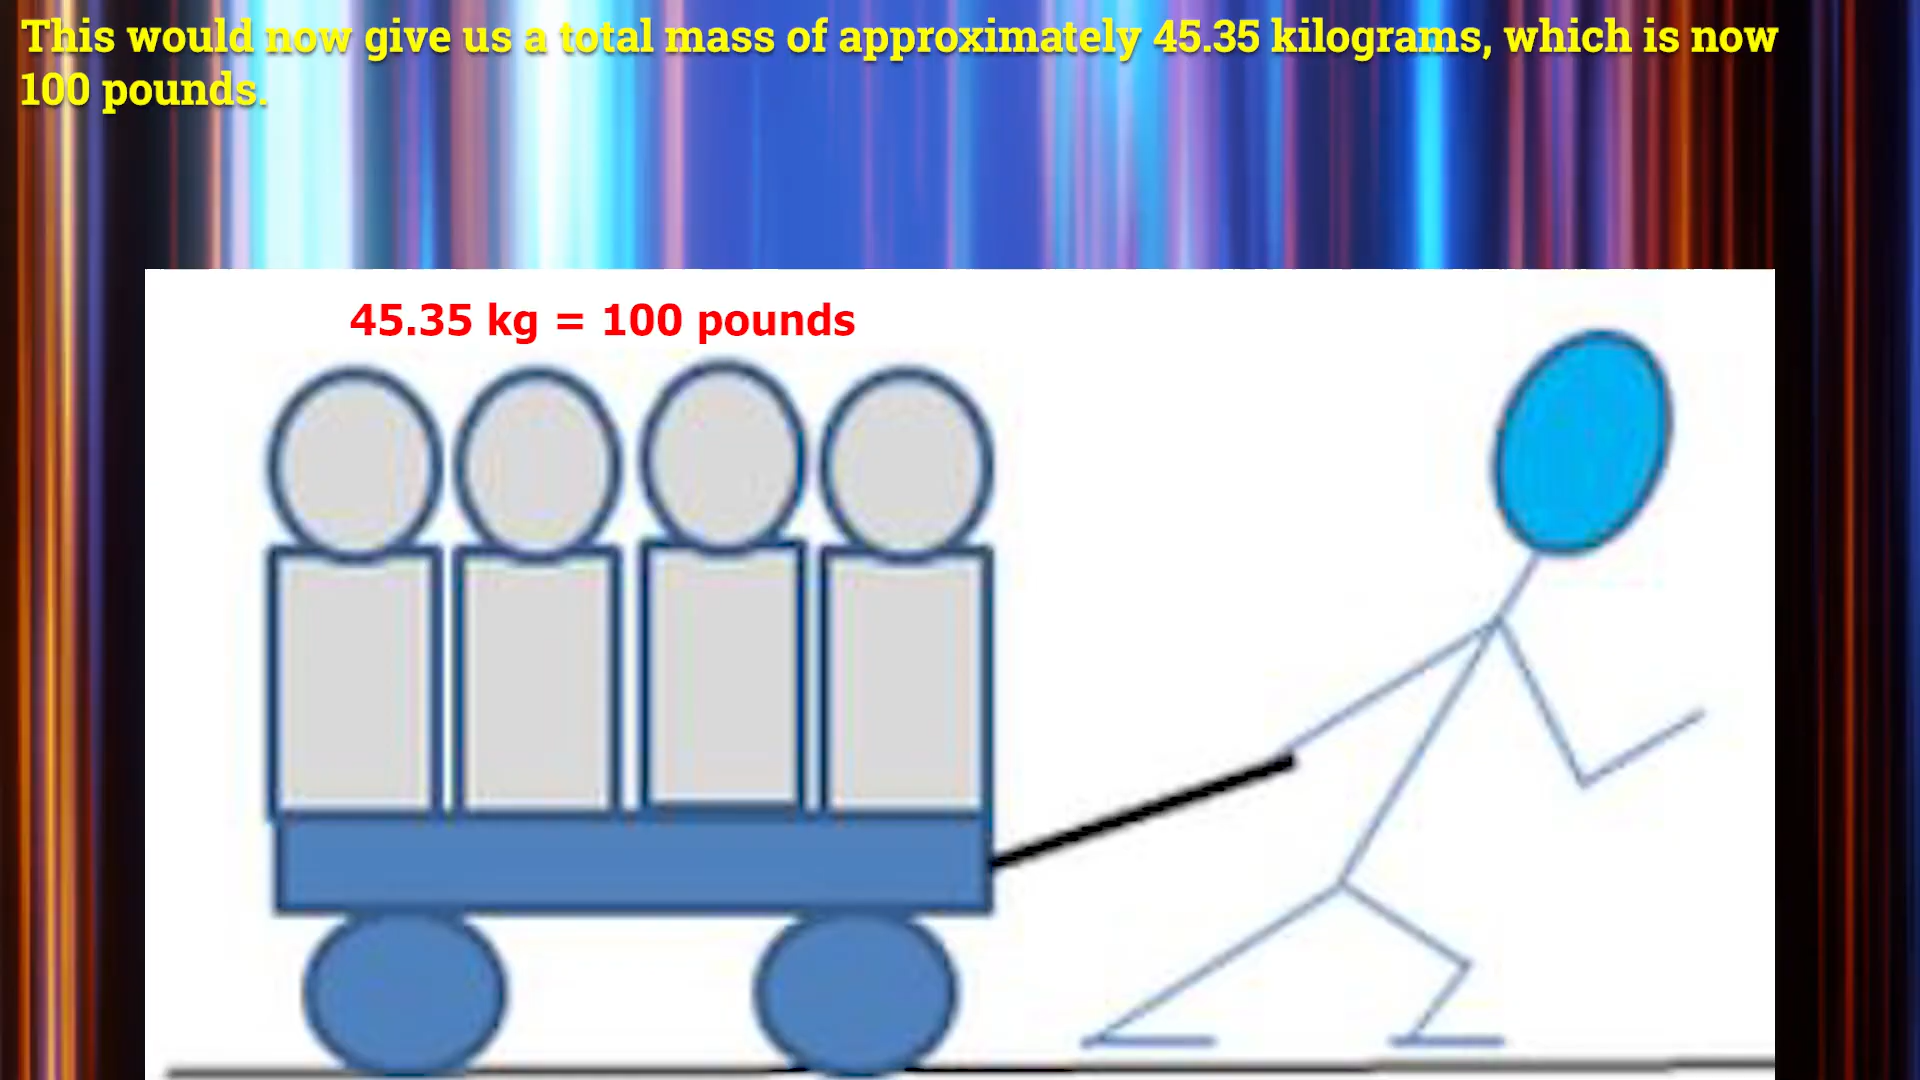 This would now give us a total mass of approximately 45.35 kilograms, which is now
100 pounds.
45.35 kg = 100 pounds